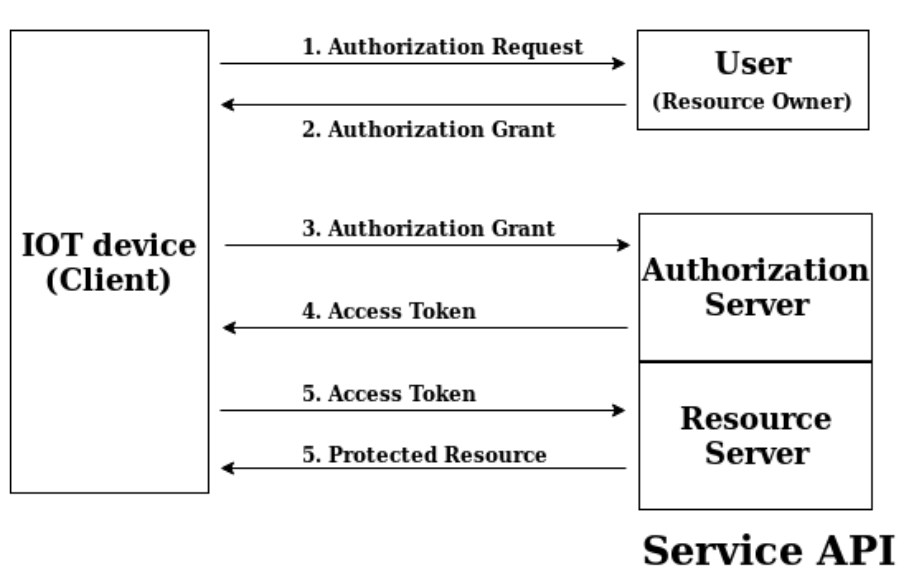 1. Authorization Request
User
(Resource Owner)
2. Authorization Grant
IOT device
(Client)
3. Authorization Grant
Authorization
Server
4. Access Token
5. Access Token
Resource
Server
5. Protected Resource
Service API